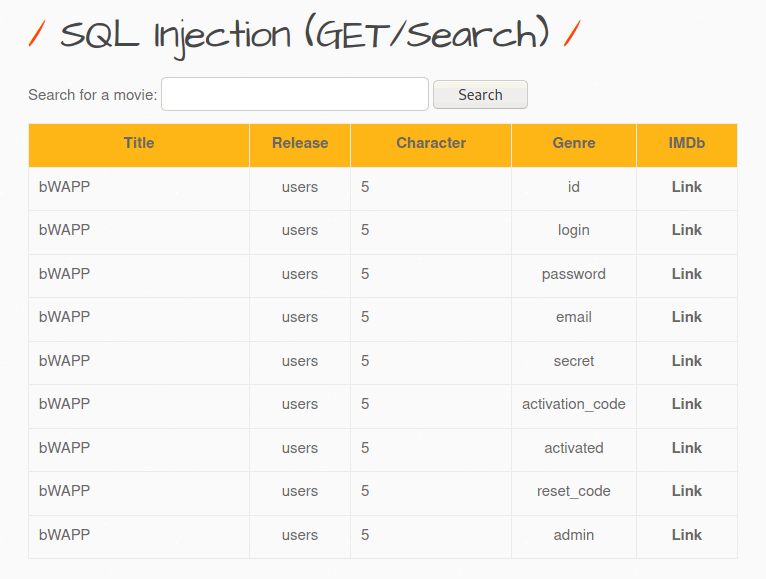 / SQL Injection (GET/Search) /
Search for a movie: Search
Title Release Character Genre IMDb
bWAPP users 5 id Link
bWAPP users 5 login Link
bWAPP users 5 password Link
bWAPP users 5 email Link
bWAPP users 5 secret Link
bWAPP users 5 activation_code Link
bWAPP users 5 activated Link
bWAPP users 5 reset_code Link
bWAPP users 5 admin Link